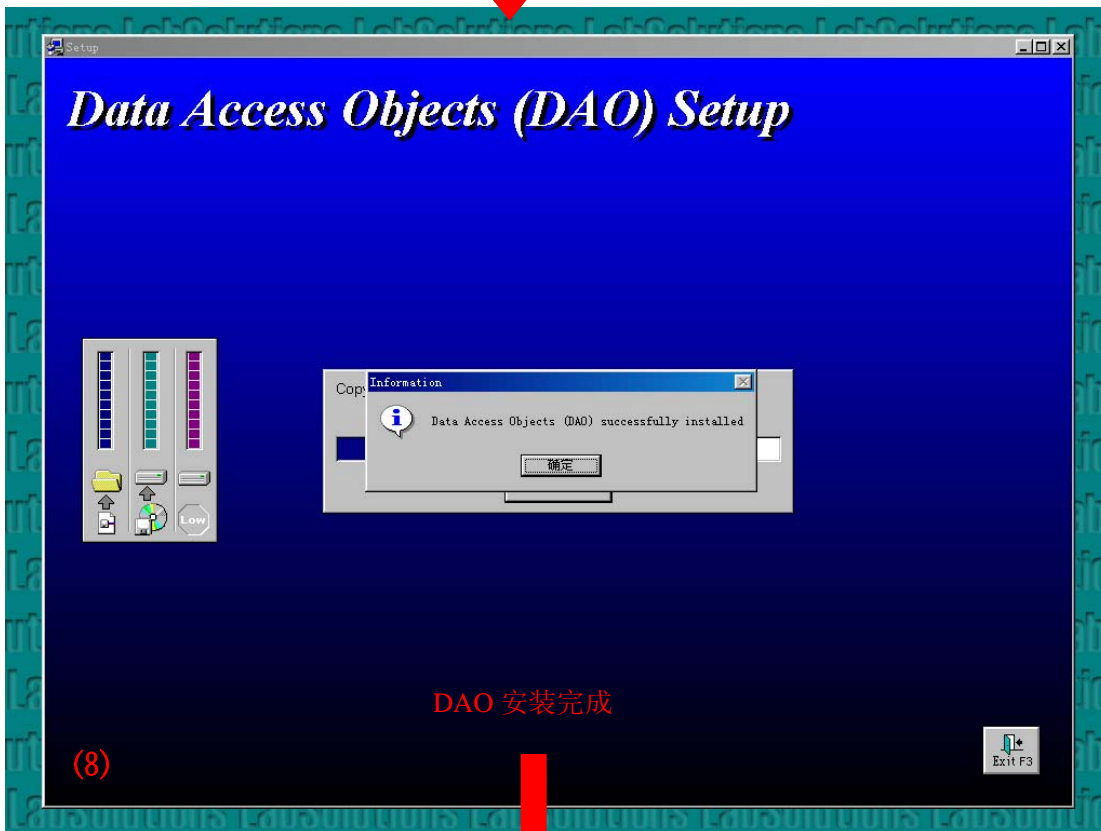 Setup
Data Access Objects (DAO) Setup
Information
Data Access Objects (DAO) successfully installed
确定
Low
DAO 安装完成
(8)
Exit F3